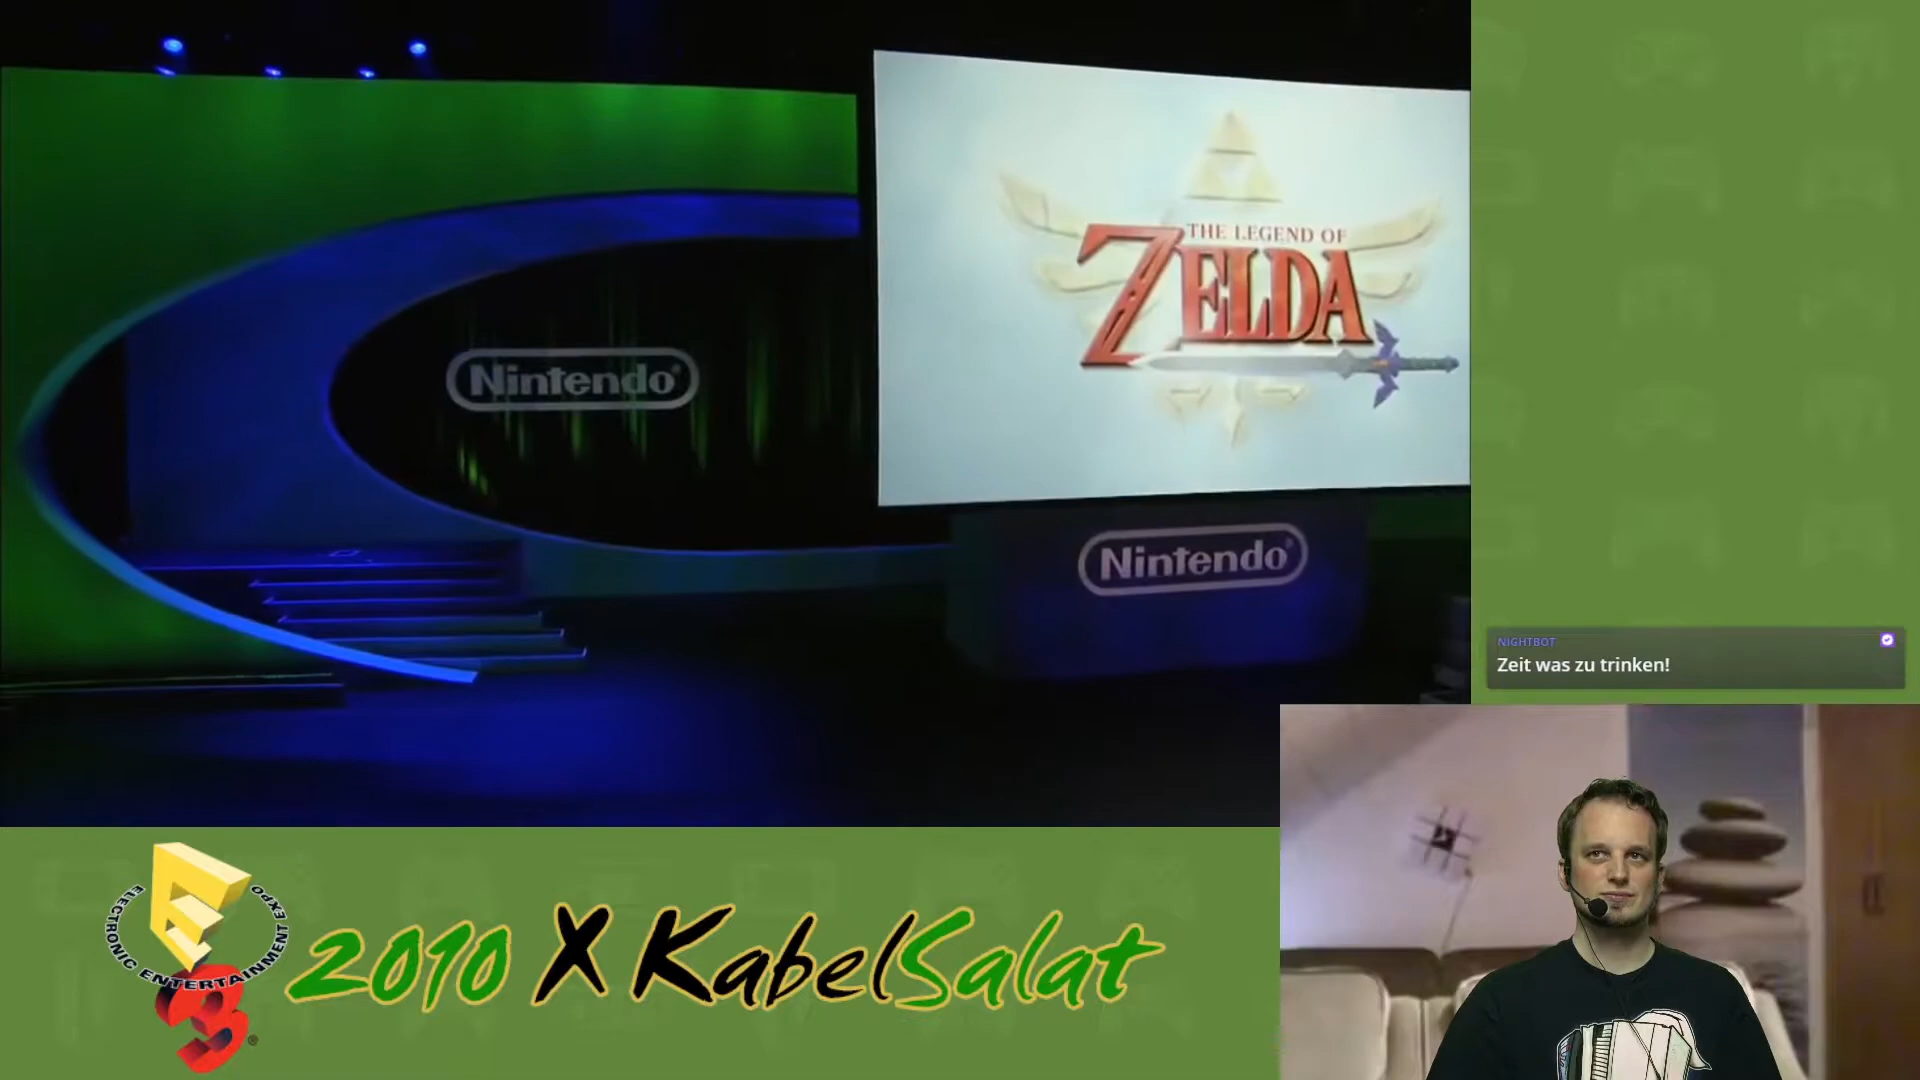 THE LEGEND OF
ZELDA
Nintendo®
Nintendo®
NIGHTBOT
Zeit was zu trinken!
ELECTRONIC ENTERTAINMENT EXPO
E3®
2010 X KabelSalat